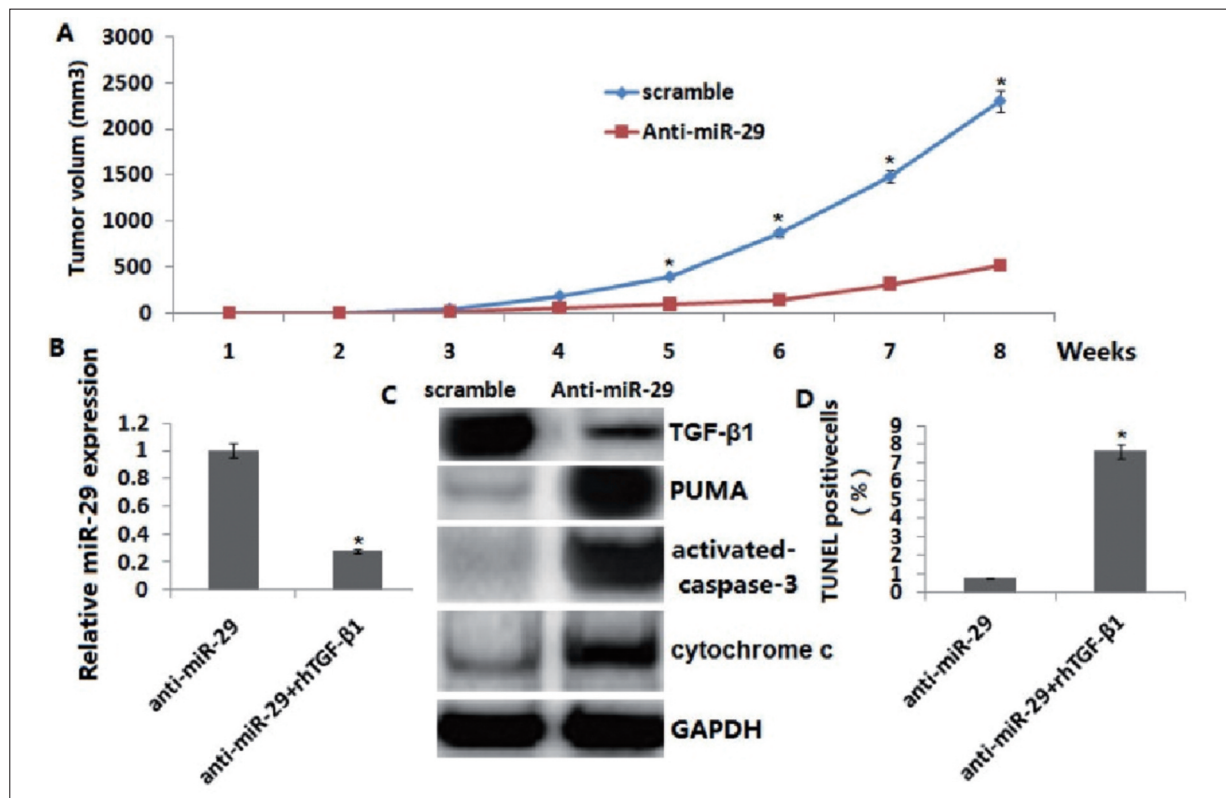 A
3000
2500
2000
1500
1000
500
0
Tumor volum (mm3)
scramble
Anti-miR-29
*
*
*
*
1 2 3 4 5 6 7 8 Weeks
B
Relative miR-29 expression
1.2
1
0.8
0.6
0.4
0.2
0
*
anti-miR-29
anti-miR-29+rhTGF-β1
C
scramble Anti-miR-29
TGF-β1
PUMA
activated-
caspase-3
cytochrome c
GAPDH
D
TUNEL positivecells
( % )
9
8
7
6
5
4
3
2
1
0
*
anti-miR-29
anti-miR-29+rhTGF-β1